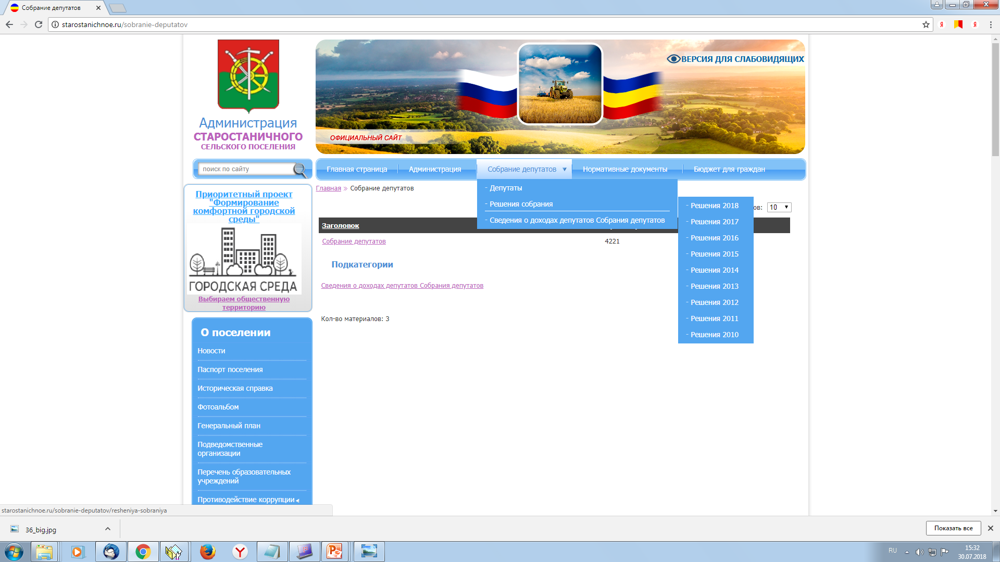 Собрание депутатов
starostanichnoe.ru/sobranie-deputatov
Администрация
СТАРОСТАНИЧНОГО
СЕЛЬСКОГО ПОСЕЛЕНИЯ
ВЕРСИЯ ДЛЯ СЛАБОВИДЯЩИХ
ОФИЦИАЛЬНЫЙ САЙТ
поиск по сайту
Главная страница
Администрация
Собрание депутатов
Нормативные документы
Бюджет для граждан
Главная » Собрание депутатов
- Депутаты
- Решения собрания
- Сведения о доходах депутатов Собрания депутатов
- Решения 2018
- Решения 2017
- Решения 2016
- Решения 2015
- Решения 2014
- Решения 2013
- Решения 2012
- Решения 2011
- Решения 2010
ов: 10
Заголовок
Собрание депутатов
4221
Подкатегории
Сведения о доходах депутатов Собрания депутатов
Кол-во материалов: 3
Приоритетный проект
"Формирование
комфортной городской
среды"
ГОРОДСКАЯ СРЕДА
Выбираем общественную
территорию
О поселении
Новости
Паспорт поселения
Историческая справка
Фотоальбом
Генеральный план
Подведомственные
организации
Перечень образовательных
учреждений
Противодействие коррупции
starostanichnoe.ru/sobranie-deputatov/resheniya-sobraniya
36_big.jpg
Показать все
RU
15:32
30.07.2018